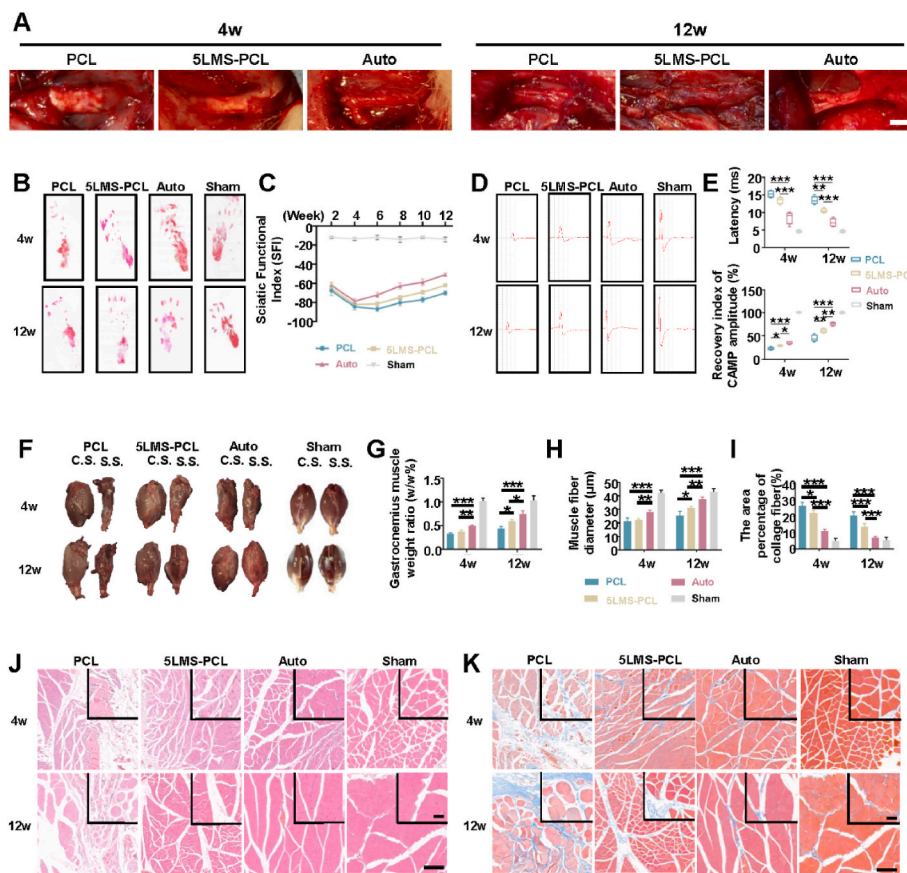 A
4w
12w
PCL 5LMS-PCL Auto PCL 5LMS-PCL Auto
B
PCL 5LMS-PCL Auto Sham
4w
12w
C
(Week) 2 4 6 8 10 12
Sciatic Functional
Index (SFI)
0
-20
-40
-60
-80
-100
PCL 5LMS-PCL
Auto Sham
D
PCL 5LMS-PCL Auto Sham
4w
12w
E
Latency (ms)
20
15
10
5
0
*** *** *** ** ***
4w 12w
PCL
5LMS-PCL
Auto
Sham
Recovery index of
CAMP amplitude (%)
150
100
50
0
*** * * *** ** **
4w 12w
F
PCL 5LMS-PCL Auto Sham
C.S. S.S. C.S. S.S. C.S. S.S. C.S. S.S.
4w
12w
G
Gastrocnemius muscle
weight ratio (w/w%)
1.5
1.0
0.5
0.0
*** ** *** * *
4w 12w
H
Muscle fiber
diameter (μm)
50
40
30
20
10
0
*** ** *** ** *
4w 12w
I
The area
percentage of
collage fiber(%)
40
30
20
10
0
*** * *** *** *** ***
4w 12w
PCL Auto
5LMS-PCL Sham
J
PCL 5LMS-PCL Auto Sham
4w
12w
K
PCL 5LMS-PCL Auto Sham
4w
12w